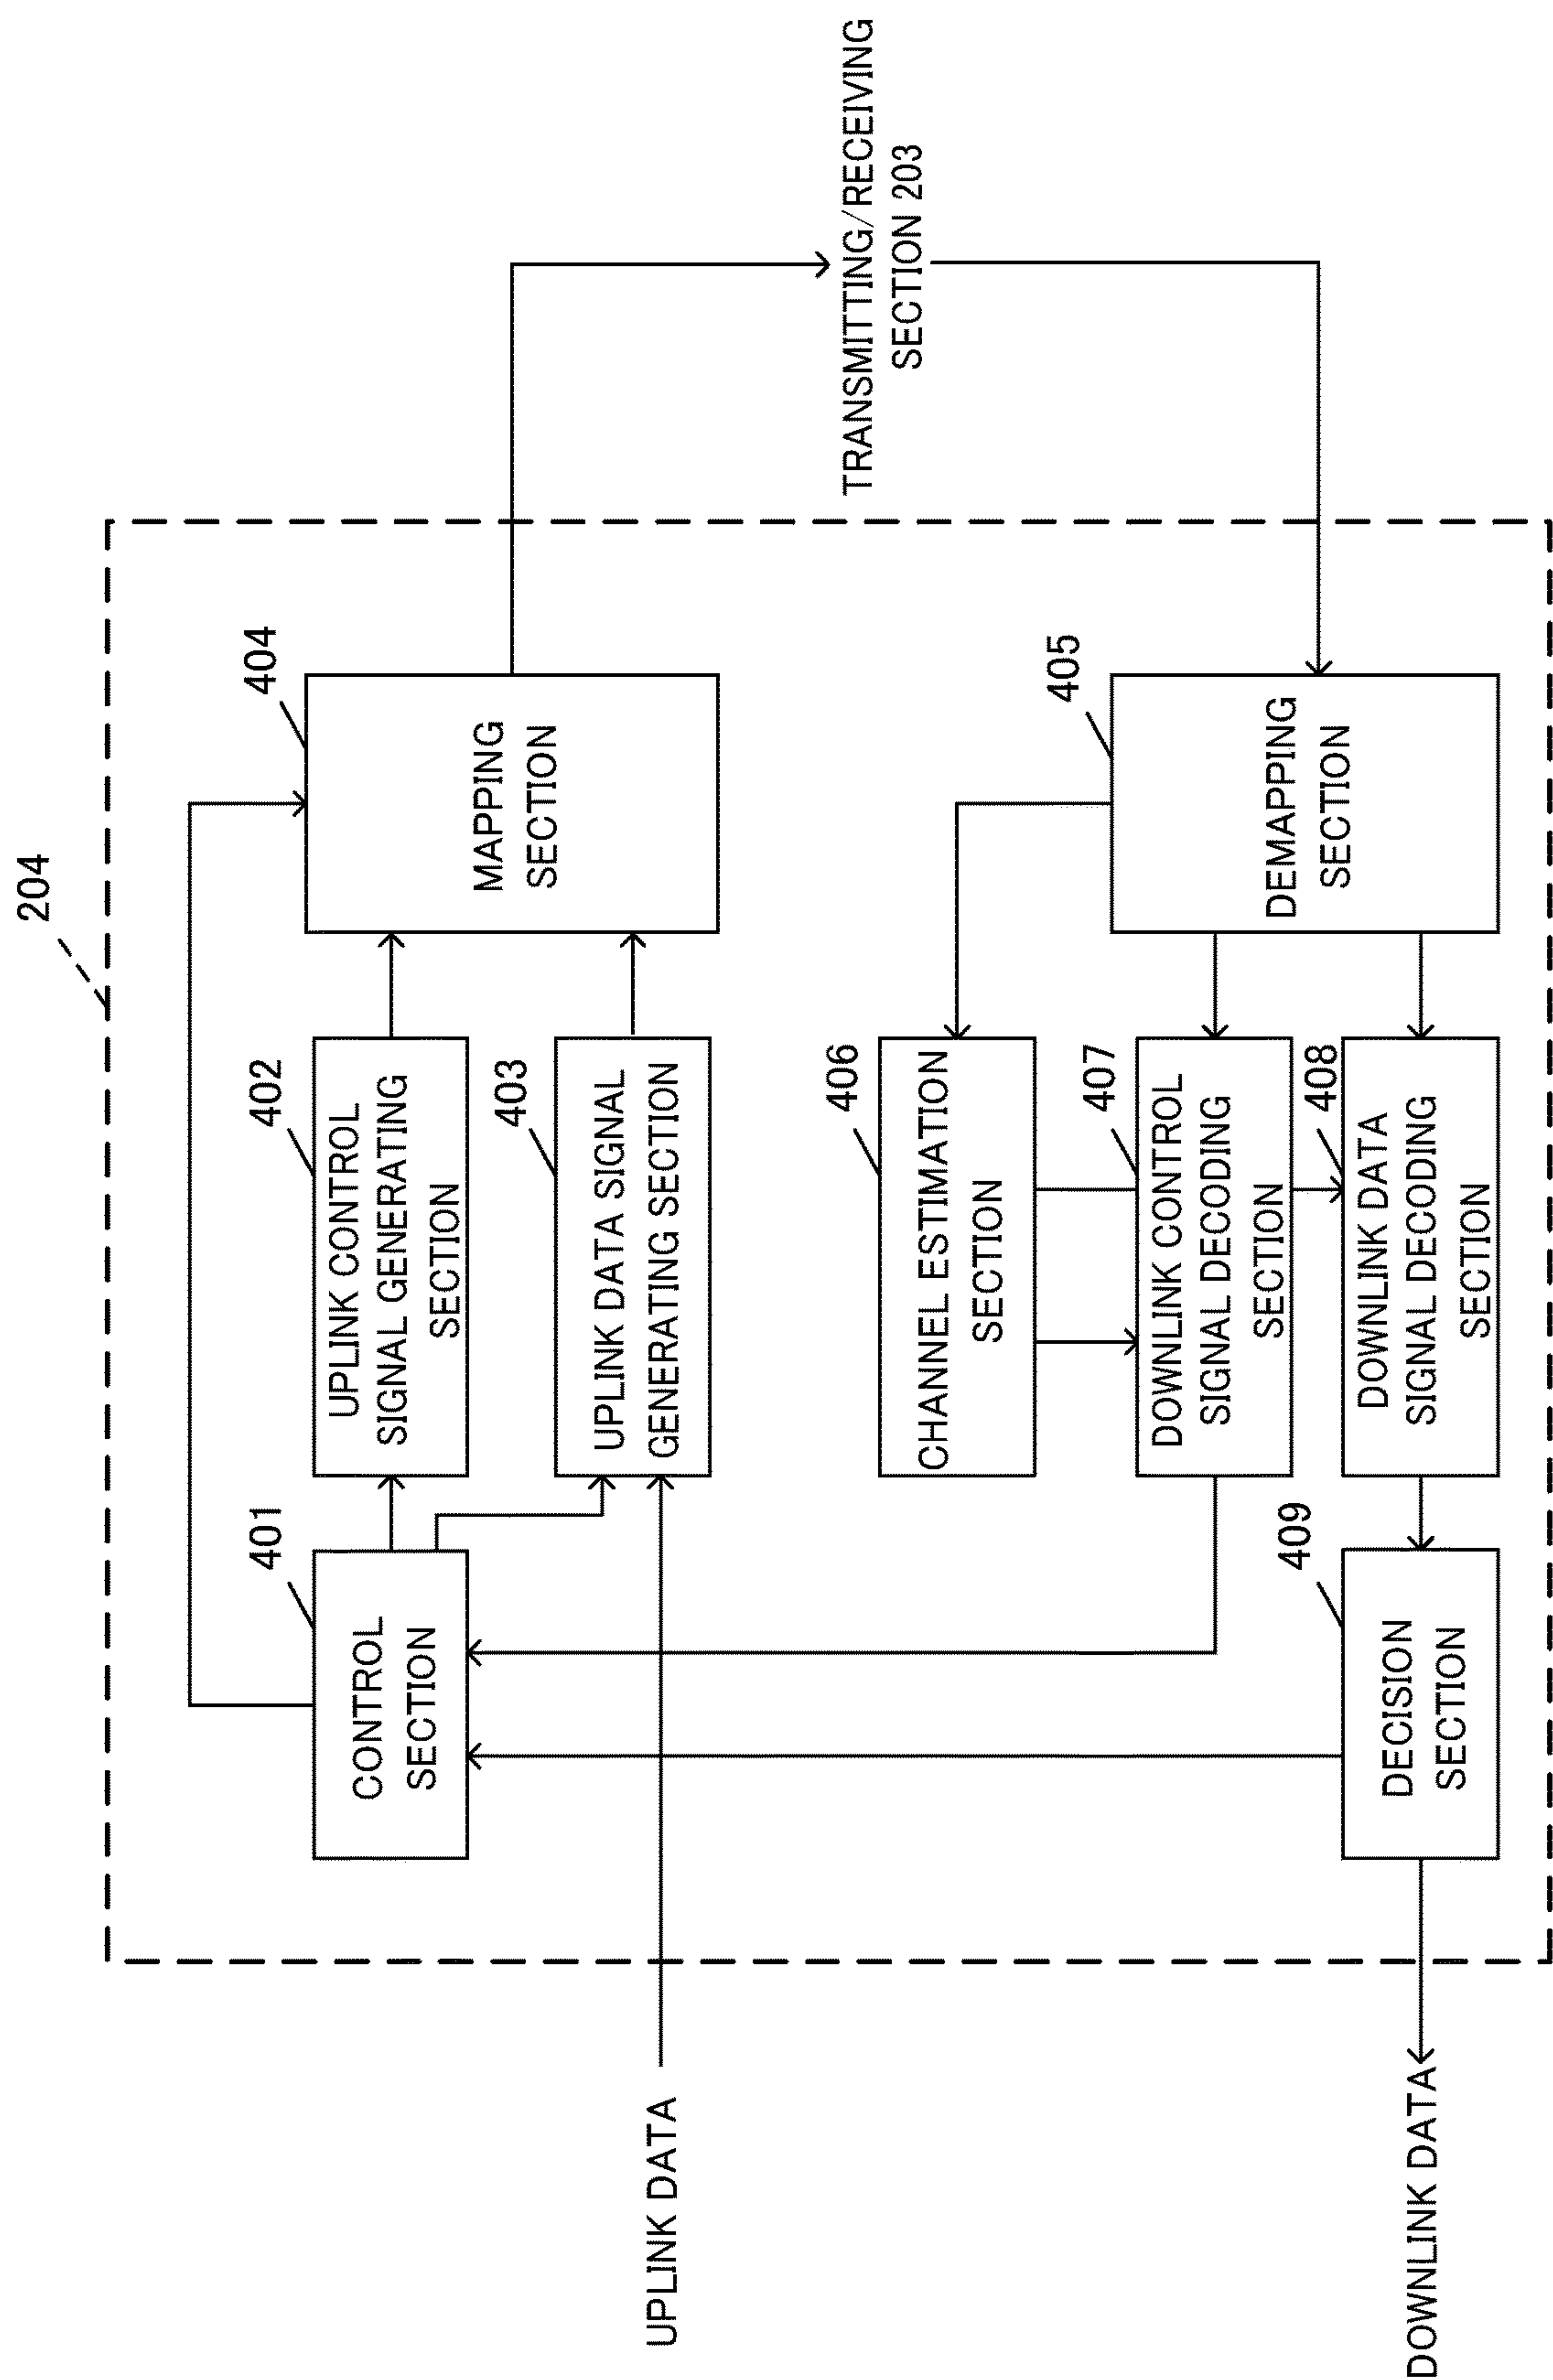 204
401
CONTROL
SECTION
402
UPLINK CONTROL
SIGNAL GENERATING
SECTION
404
MAPPING
SECTION
403
UPLINK DATA SIGNAL
GENERATING SECTION
UPLINK DATA
TRANSMITTING/RECEIVING
SECTION 203
406
CHANNEL ESTIMATION
SECTION
405
DEMAPPING
SECTION
407
DOWNLINK CONTROL
SIGNAL DECODING
SECTION
409
DECISION
SECTION
408
DOWNLINK DATA
SIGNAL DECODING
SECTION
DOWNLINK DATA